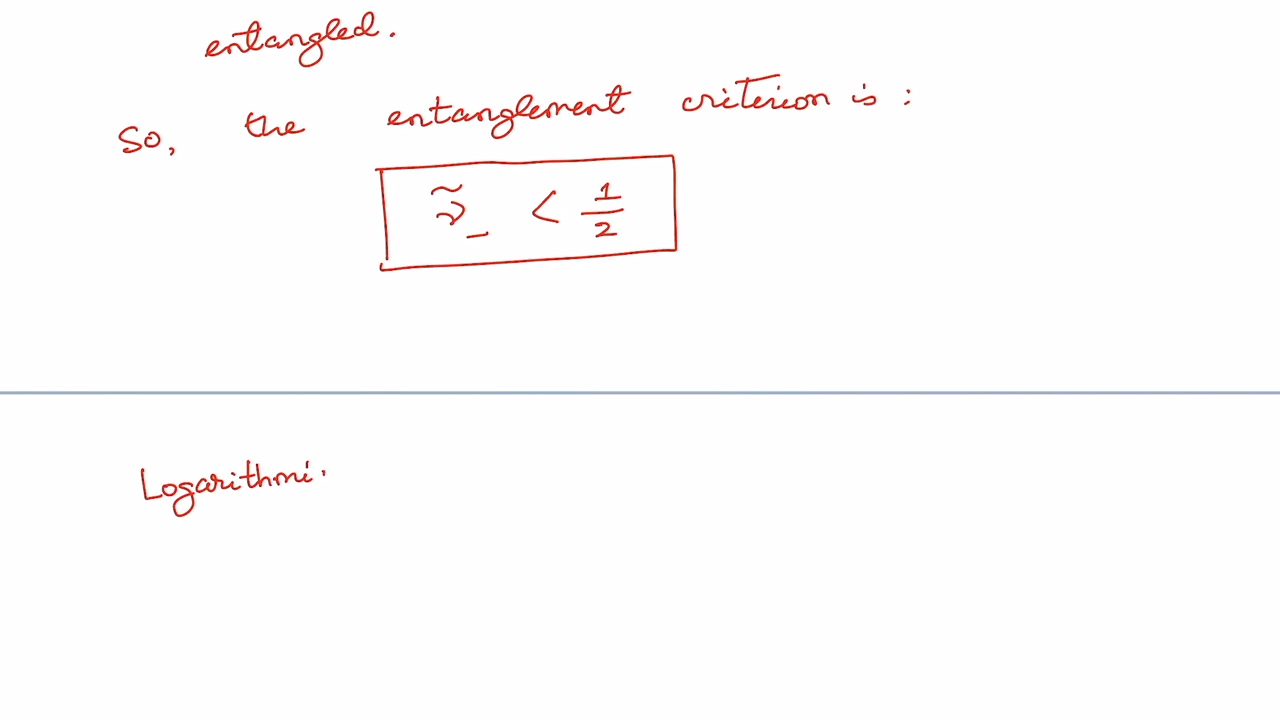 entangled.
So, the entanglement criterion is :
ν̃₋ < 1/2
Logarithmi